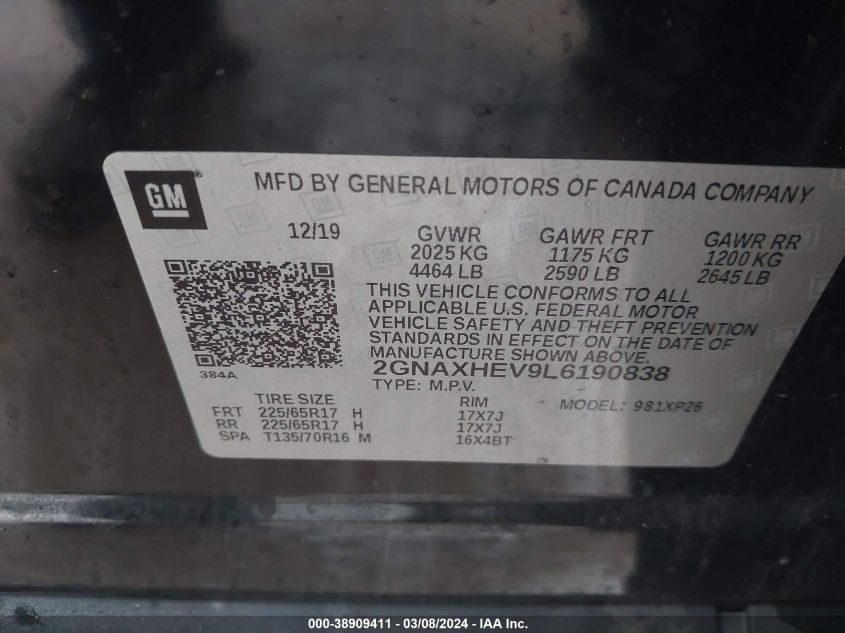 GM
MFD BY GENERAL MOTORS OF CANADA COMPANY
12/19 GVWR GAWR FRT GAWR RR
2025 KG 1175 KG 1200 KG
4464 LB 2590 LB 2645 LB
THIS VEHICLE CONFORMS TO ALL
APPLICABLE U.S. FEDERAL MOTOR
VEHICLE SAFETY AND THEFT PREVENTION
STANDARDS IN EFFECT ON THE DATE OF
MANUFACTURE SHOWN ABOVE.
384A 2GNAXHEV9L6190838
TYPE: M.P.V.
TIRE SIZE RIM MODEL: 981XP26
FRT 225/65R17 H 17X7J
RR 225/65R17 H 17X7J
SPA T135/70R16 M 16X4BT
000-38909411 - 03/08/2024 - IAA Inc.